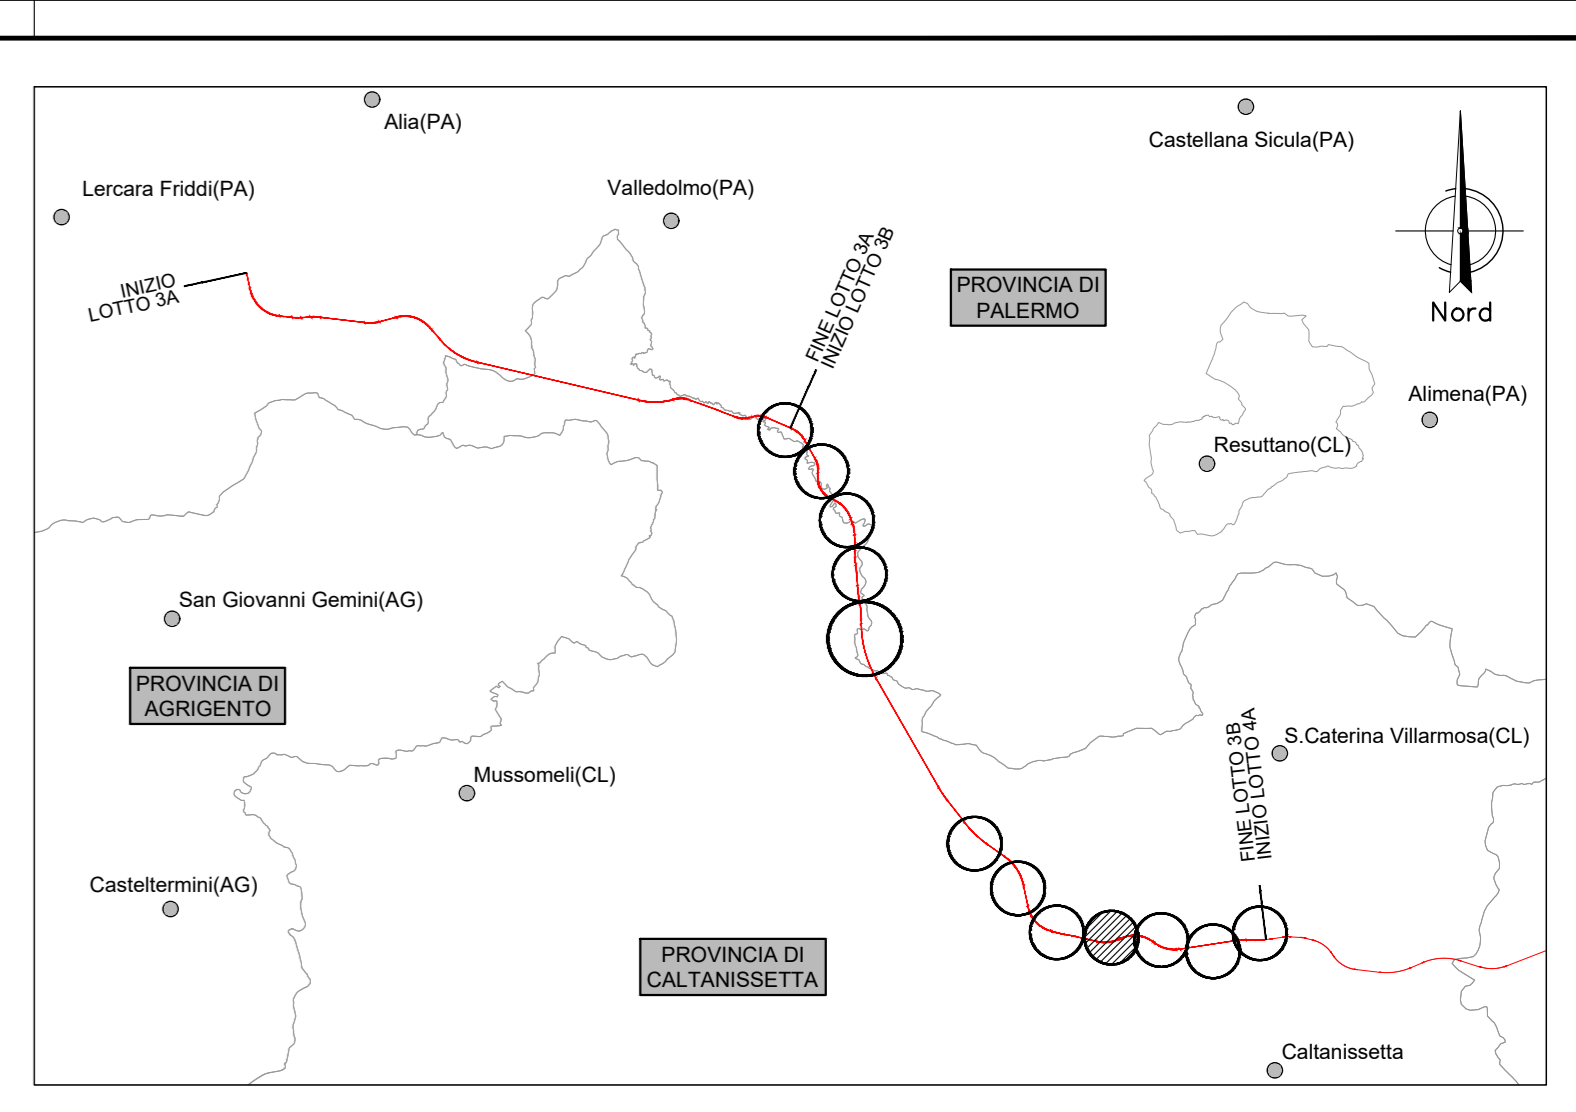 Alia(PA)
Castellana Sicula(PA)
Lercara Friddi(PA)
Valledolmo(PA)
INIZIO
LOTTO 3A
FINE LOTTO 3A
INIZIO LOTTO 3B
PROVINCIA DI
PALERMO
Nord
Alimena(PA)
Resuttano(CL)
San Giovanni Gemini(AG)
PROVINCIA DI
AGRIGENTO
FINE LOTTO 3B
INIZIO LOTTO 4A
S.Caterina Villarmosa(CL)
Mussomeli(CL)
Casteltermini(AG)
PROVINCIA DI
CALTANISSETTA
Caltanissetta